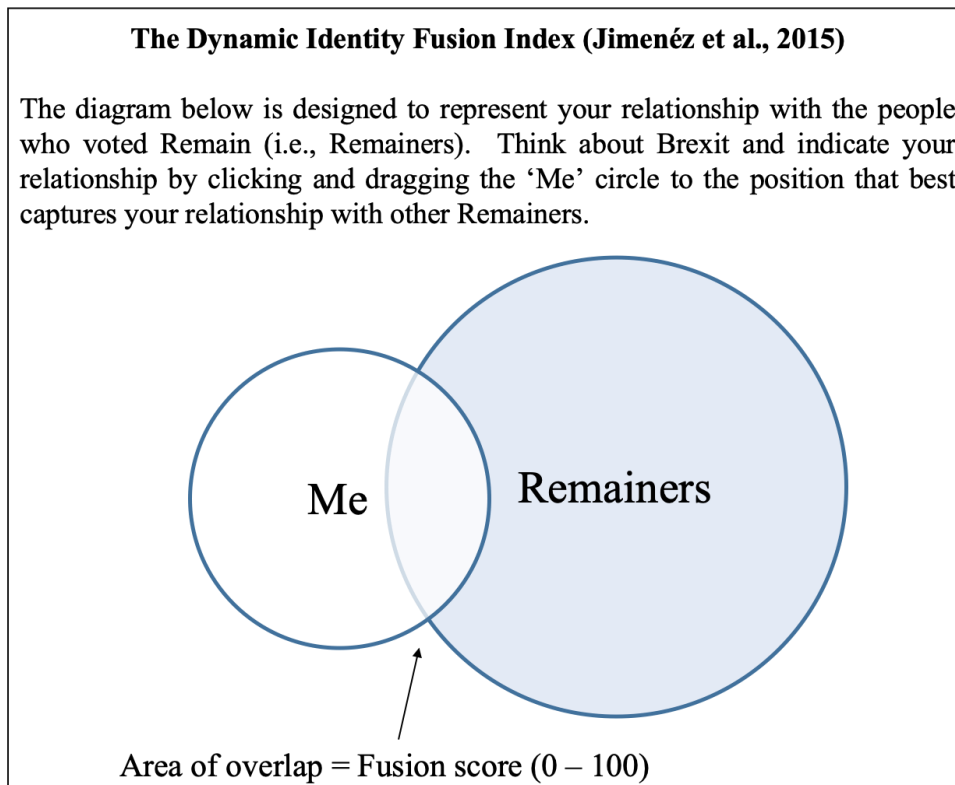 The Dynamic Identity Fusion Index (Jimenéz et al., 2015)
The diagram below is designed to represent your relationship with the people
who voted Remain (i.e., Remainers). Think about Brexit and indicate your
relationship by clicking and dragging the ‘Me’ circle to the position that best
captures your relationship with other Remainers.
Me
Remainers
Area of overlap = Fusion score (0 – 100)